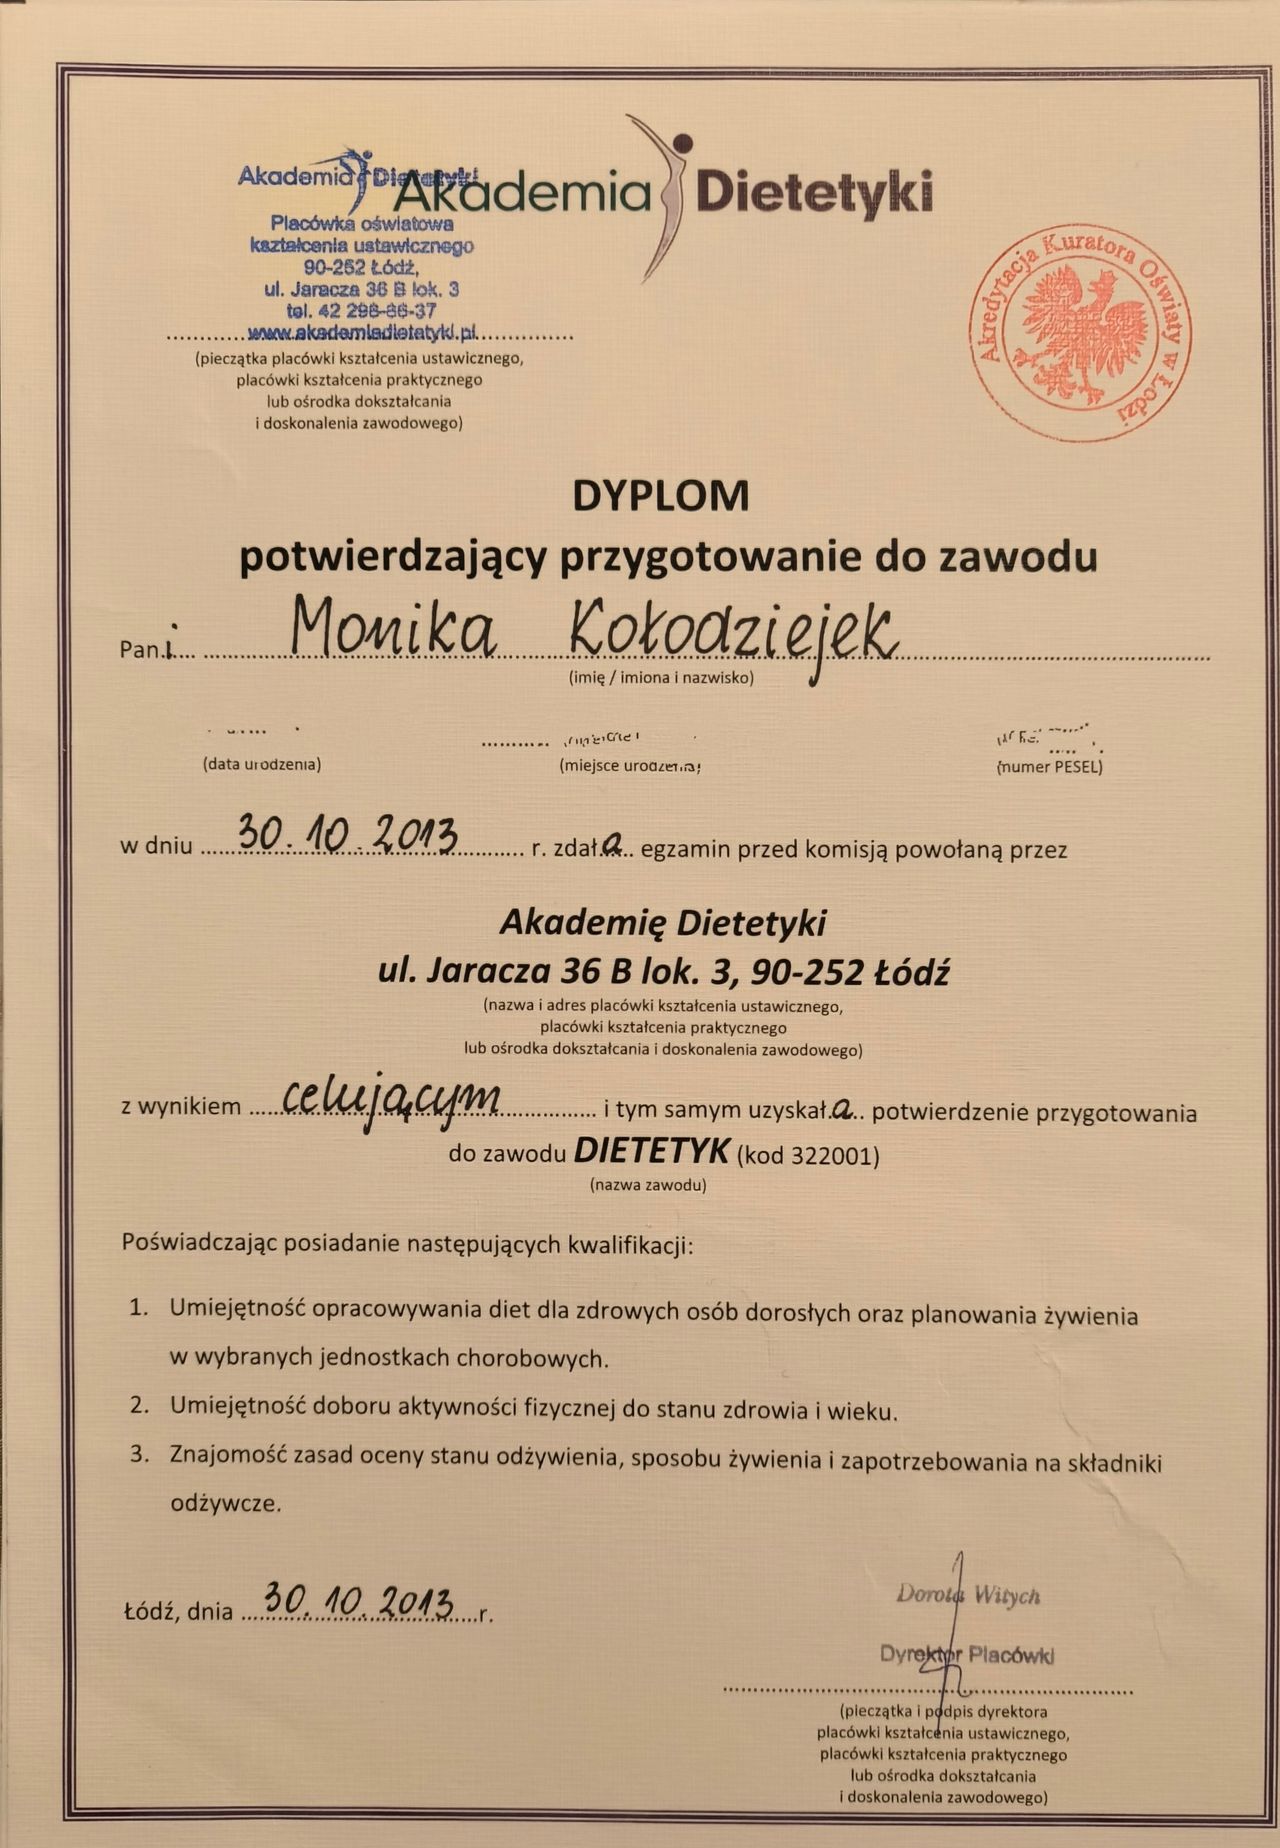 Akademia Dietetyki
Akademia Dietetyki
Placówka oświatowa
kształcenia ustawicznego
90-252 Łódź,
ul. Jaracza 36 B lok. 3
tel. 42 298-86-37
www.akademiadietetyki.pl
(pieczątka placówki kształcenia ustawicznego,
placówki kształcenia praktycznego
lub ośrodka dokształcania
i doskonalenia zawodowego)
Akredytacja Kuratora Oświaty w Łodzi
DYPLOM
potwierdzający przygotowanie do zawodu
Pan.i.... Monika Kołodziejek
(imię / imiona i nazwisko)
(data urodzenia) (miejsce urodzenia) (numer PESEL)
w dniu 30.10.2013 r. zdał.a.. egzamin przed komisją powołaną przez
Akademię Dietetyki
ul. Jaracza 36 B lok. 3, 90-252 Łódź
(nazwa i adres placówki kształcenia ustawicznego,
placówki kształcenia praktycznego
lub ośrodka dokształcania i doskonalenia zawodowego)
z wynikiem celującym i tym samym uzyskał.a.. potwierdzenie przygotowania
do zawodu DIETETYK (kod 322001)
(nazwa zawodu)
Poświadczając posiadanie następujących kwalifikacji:
1. Umiejętność opracowywania diet dla zdrowych osób dorosłych oraz planowania żywienia
w wybranych jednostkach chorobowych.
2. Umiejętność doboru aktywności fizycznej do stanu zdrowia i wieku.
3. Znajomość zasad oceny stanu odżywienia, sposobu żywienia i zapotrzebowania na składniki
odżywcze.
Łódź, dnia 30.10.2013 r.
Dorota Witych
Dyrektor Placówki
(pieczątka i podpis dyrektora
placówki kształcenia ustawicznego,
placówki kształcenia praktycznego
lub ośrodka dokształcania
i doskonalenia zawodowego)